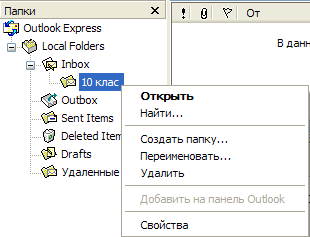 Папки
От
Outlook Express
В данн
Local Folders
Inbox
10 клас
Outbox
Sent Items
Deleted Item
Drafts
Удаленные
Открыть
Найти...
Создать папку...
Переименовать...
Удалить
Добавить на панель Outlook
Свойства